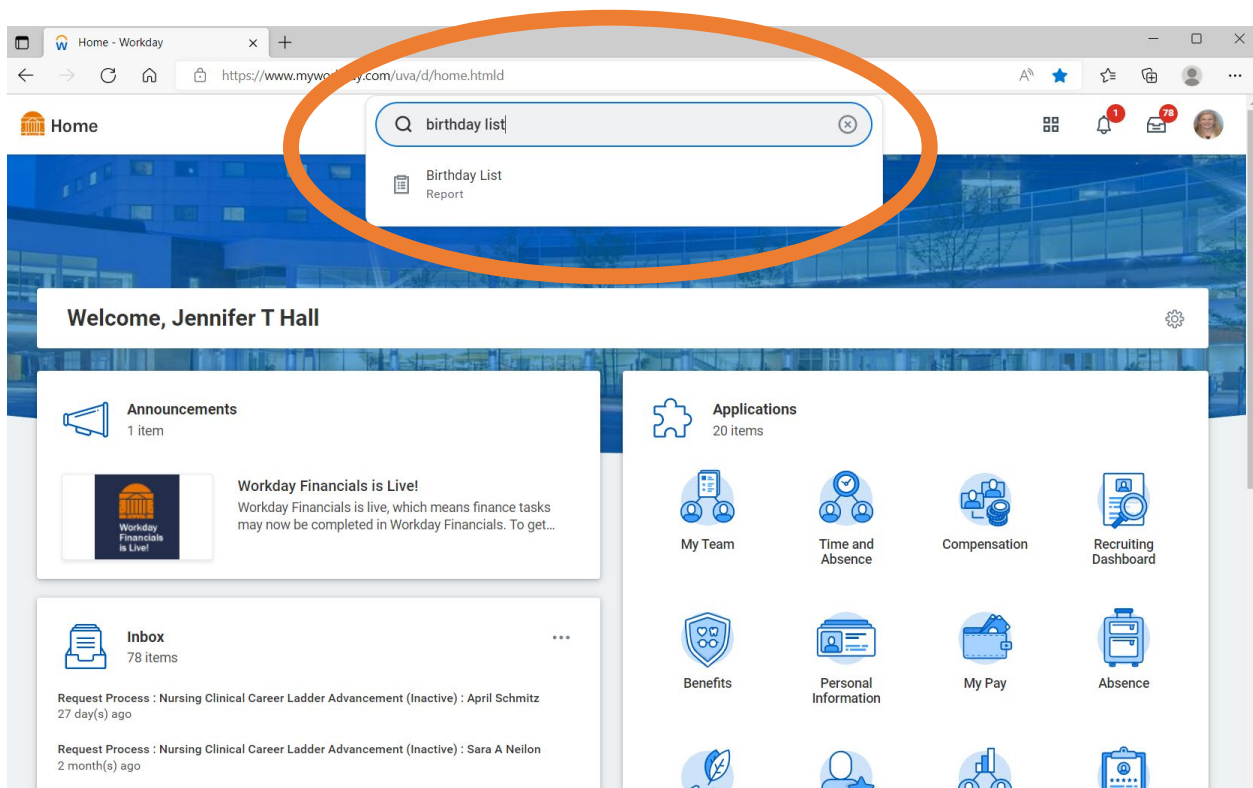 Home - Workday
https://www.myworkday.com/uva/d/home.htmld
Home
birthday list
1
78
Birthday List
Report
Welcome, Jennifer T Hall
Announcements
1 item
Workday
Financials
is Live!
Workday Financials is Live!
Workday Financials is live, which means finance tasks
may now be completed in Workday Financials. To get...
Inbox
78 items
Request Process : Nursing Clinical Career Ladder Advancement (Inactive) : April Schmitz
27 day(s) ago
Request Process : Nursing Clinical Career Ladder Advancement (Inactive) : Sara A Neilon
2 month(s) ago
Applications
20 items
My Team
Time and
Absence
Compensation
Recruiting
Dashboard
Benefits
Personal
Information
My Pay
Absence